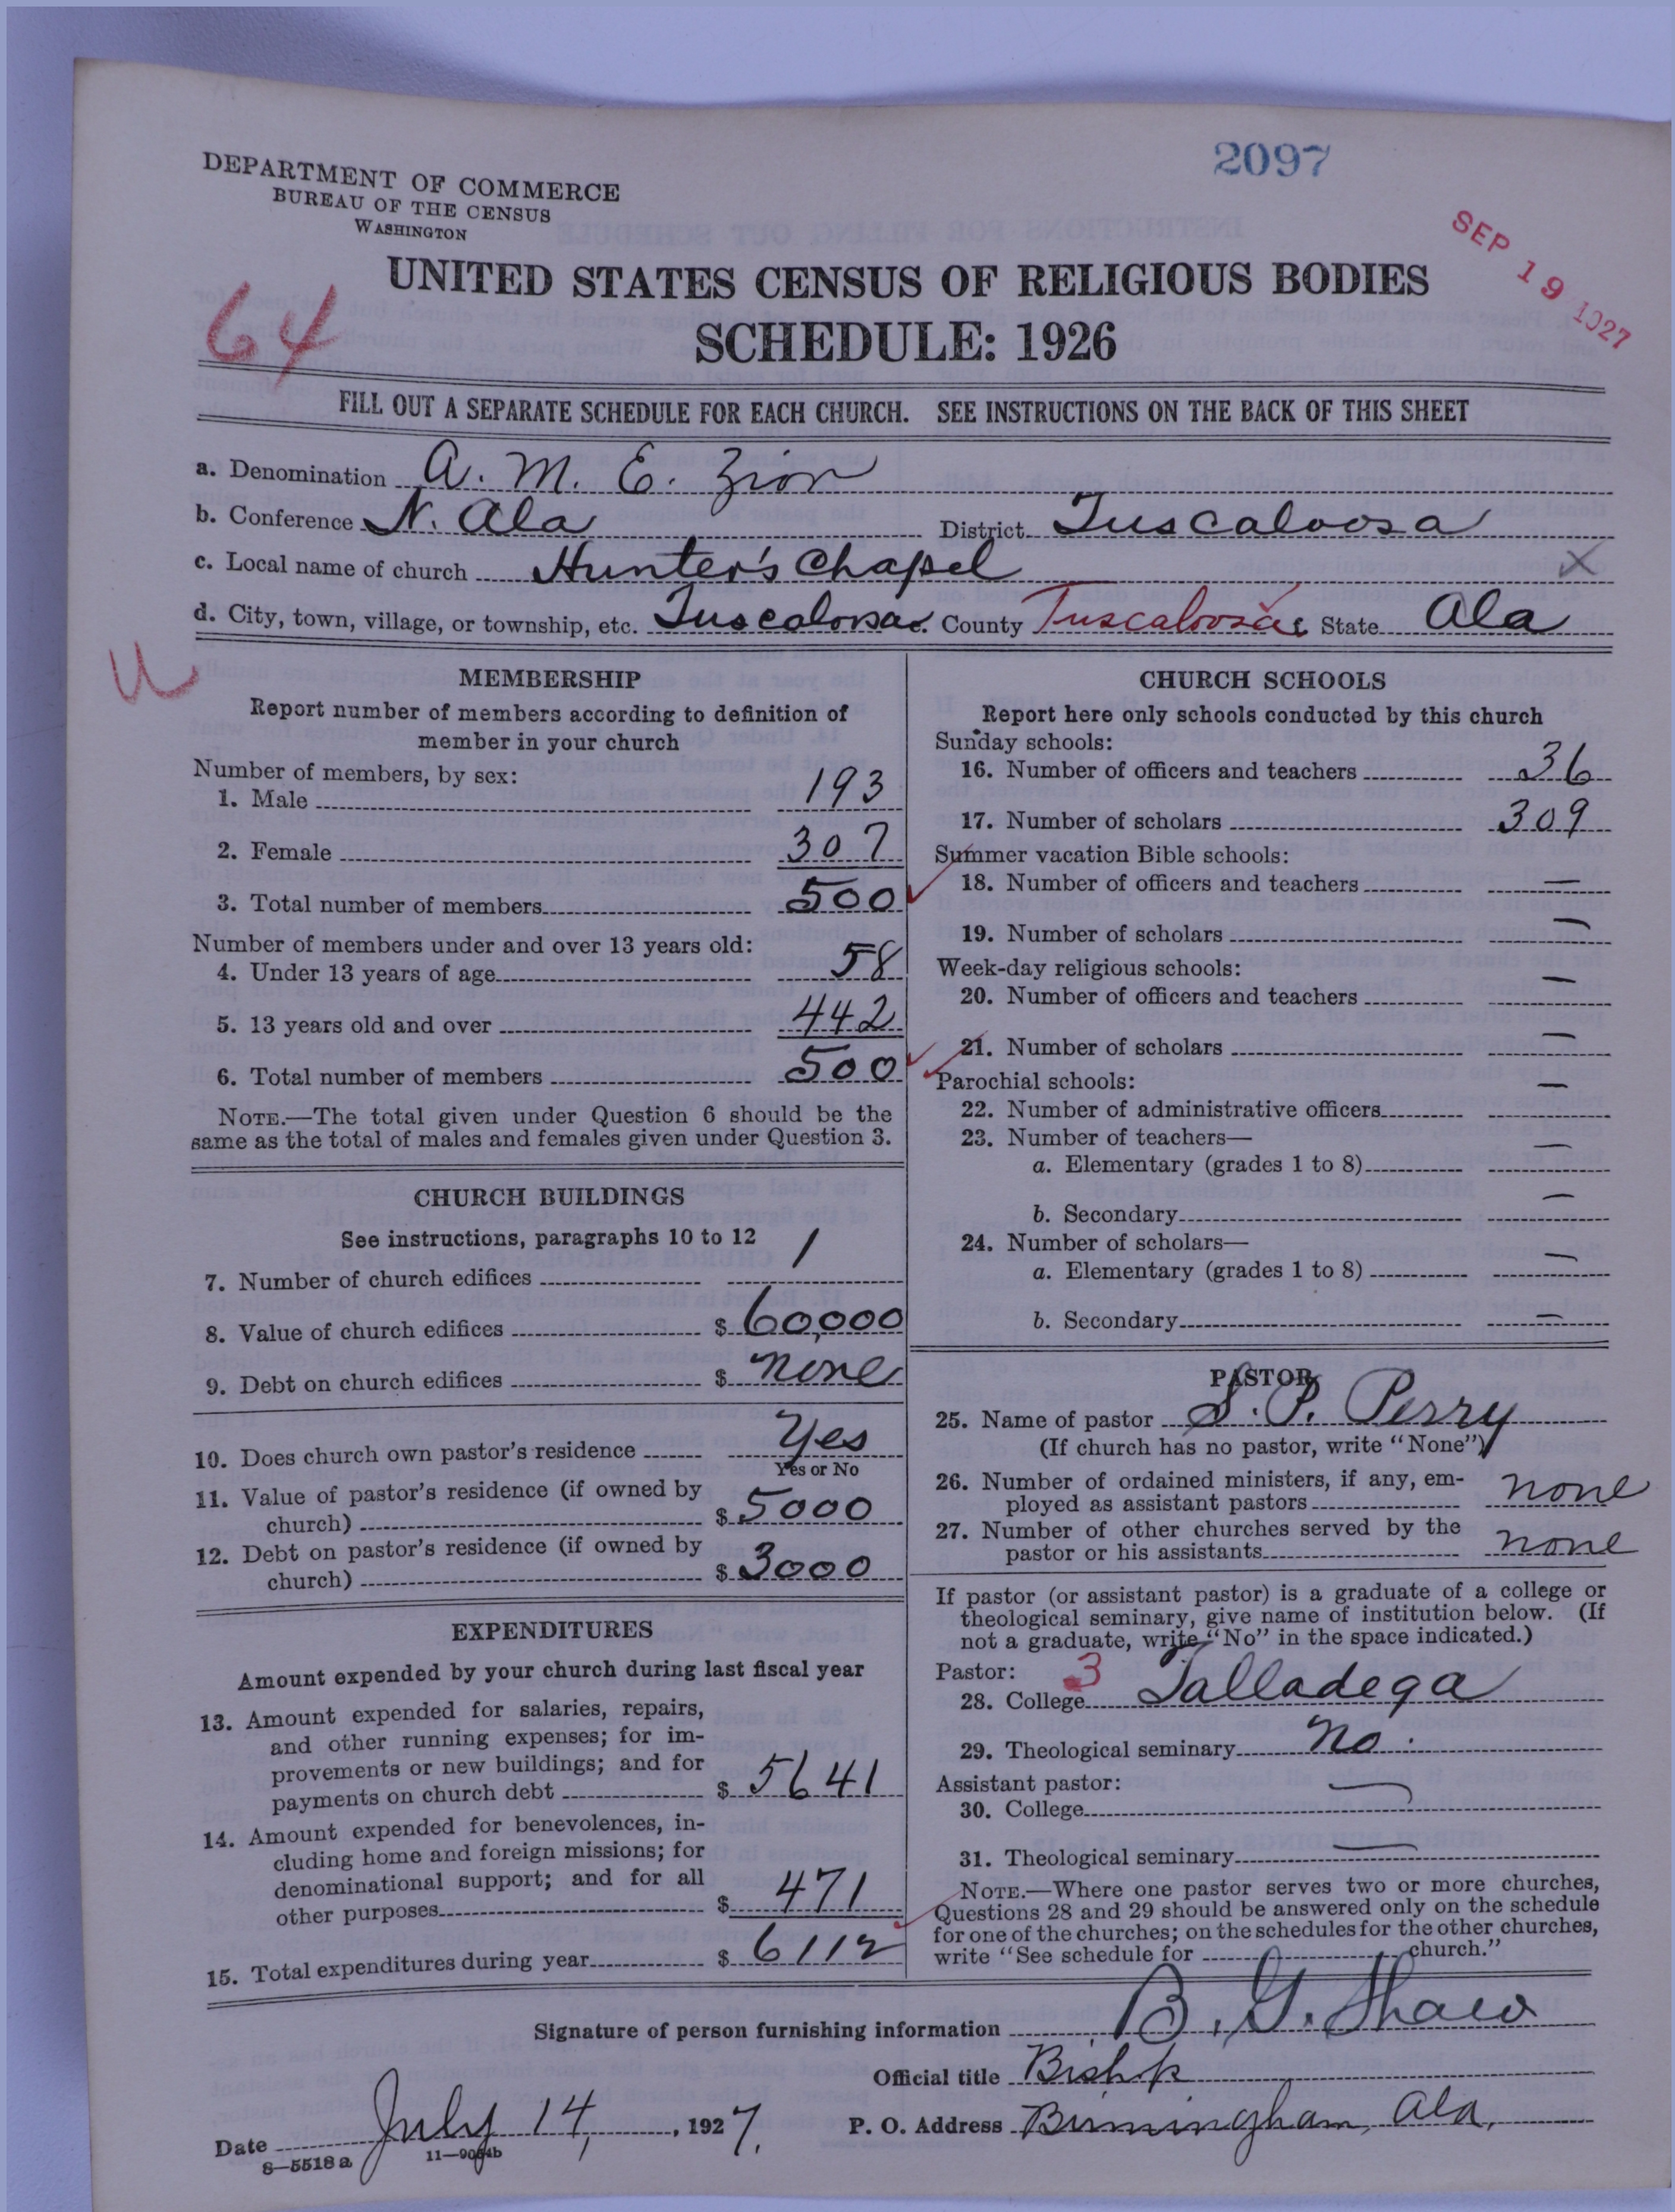 2097
DEPARTMENT OF COMMERCE
BUREAU OF THE CENSUS
WASHINGTON
SEP 19 1927
UNITED STATES CENSUS OF RELIGIOUS BODIES
64
SCHEDULE: 1926
FILL OUT A SEPARATE SCHEDULE FOR EACH CHURCH. SEE INSTRUCTIONS ON THE BACK OF THIS SHEET
a. Denomination A. M. E. Zion
b. Conference N. Ala District Tuscaloosa
c. Local name of church Hunter's Chapel X
d. City, town, village, or township, etc. Tuscaloosa County Tuscaloosa State Ala
U
MEMBERSHIP
Report number of members according to definition of
member in your church
Number of members, by sex:
1. Male 193
2. Female 307
3. Total number of members 500
Number of members under and over 13 years old:
4. Under 13 years of age 58
5. 13 years old and over 442
6. Total number of members 500
NOTE.—The total given under Question 6 should be the
same as the total of males and females given under Question 3.
CHURCH BUILDINGS
See instructions, paragraphs 10 to 12
7. Number of church edifices 1
8. Value of church edifices $ 60,000
9. Debt on church edifices $ none
10. Does church own pastor's residence Yes
Yes or No
11. Value of pastor's residence (if owned by
church) $ 5000
12. Debt on pastor's residence (if owned by
church) $ 3000
EXPENDITURES
Amount expended by your church during last fiscal year
13. Amount expended for salaries, repairs,
and other running expenses; for im-
provements or new buildings; and for
payments on church debt $ 5641
14. Amount expended for benevolences, in-
cluding home and foreign missions; for
denominational support; and for all
other purposes $ 471
15. Total expenditures during year $ 6112
CHURCH SCHOOLS
Report here only schools conducted by this church
Sunday schools:
16. Number of officers and teachers 36
17. Number of scholars 309
Summer vacation Bible schools:
18. Number of officers and teachers —
19. Number of scholars —
Week-day religious schools:
20. Number of officers and teachers —
21. Number of scholars —
Parochial schools:
22. Number of administrative officers —
23. Number of teachers—
a. Elementary (grades 1 to 8) —
b. Secondary —
24. Number of scholars—
a. Elementary (grades 1 to 8) —
b. Secondary —
PASTOR
25. Name of pastor S. P. Perry
(If church has no pastor, write "None")
26. Number of ordained ministers, if any, em-
ployed as assistant pastors none
27. Number of other churches served by the
pastor or his assistants none
If pastor (or assistant pastor) is a graduate of a college or
theological seminary, give name of institution below. (If
not a graduate, write "No" in the space indicated.)
Pastor: 3
28. College Talladega
29. Theological seminary No
Assistant pastor:
30. College —
31. Theological seminary —
NOTE.—Where one pastor serves two or more churches,
Questions 28 and 29 should be answered only on the schedule
for one of the churches; on the schedules for the other churches,
write "See schedule for church."
Signature of person furnishing information B. G. Shaw
Official title Bishp
Date July 14, 1927. P. O. Address Birmingham, Ala.
8—5518 a 11—9054b